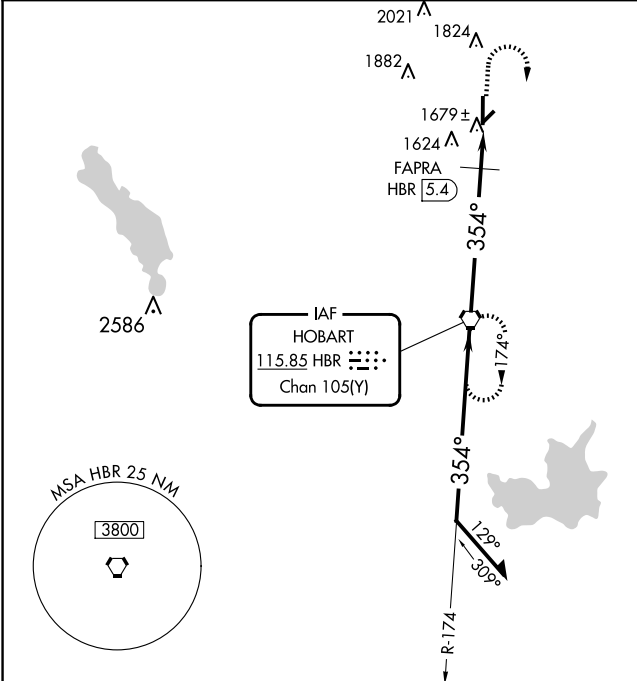 2021
1824
1882
1679 ±
1624
FAPRA
HBR 5.4
354°
2586
IAF
HOBART
115.85 HBR
Chan 105(Y)
174°
354°
MSA HBR 25 NM
3800
129°
309°
R-174